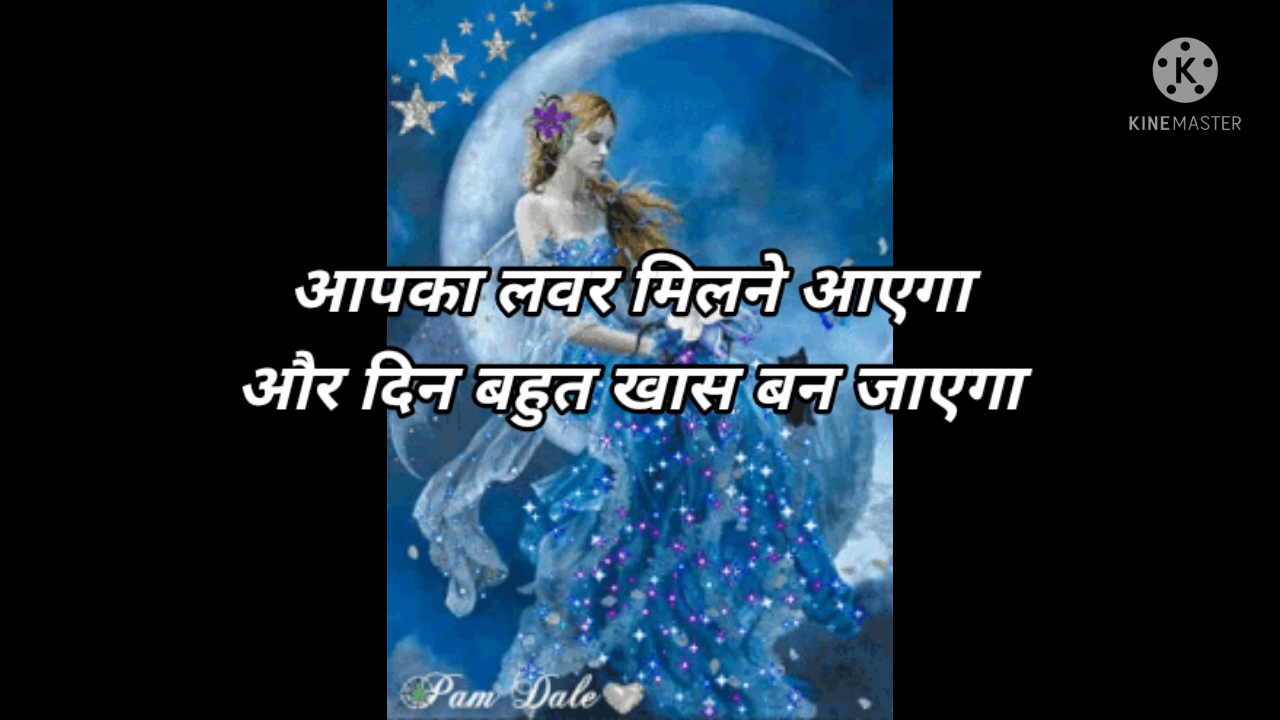 K
KINEMASTER
आपका लवर मिलने आएगा
और दिन बहुत खास बन जाएगा
Pam Dale